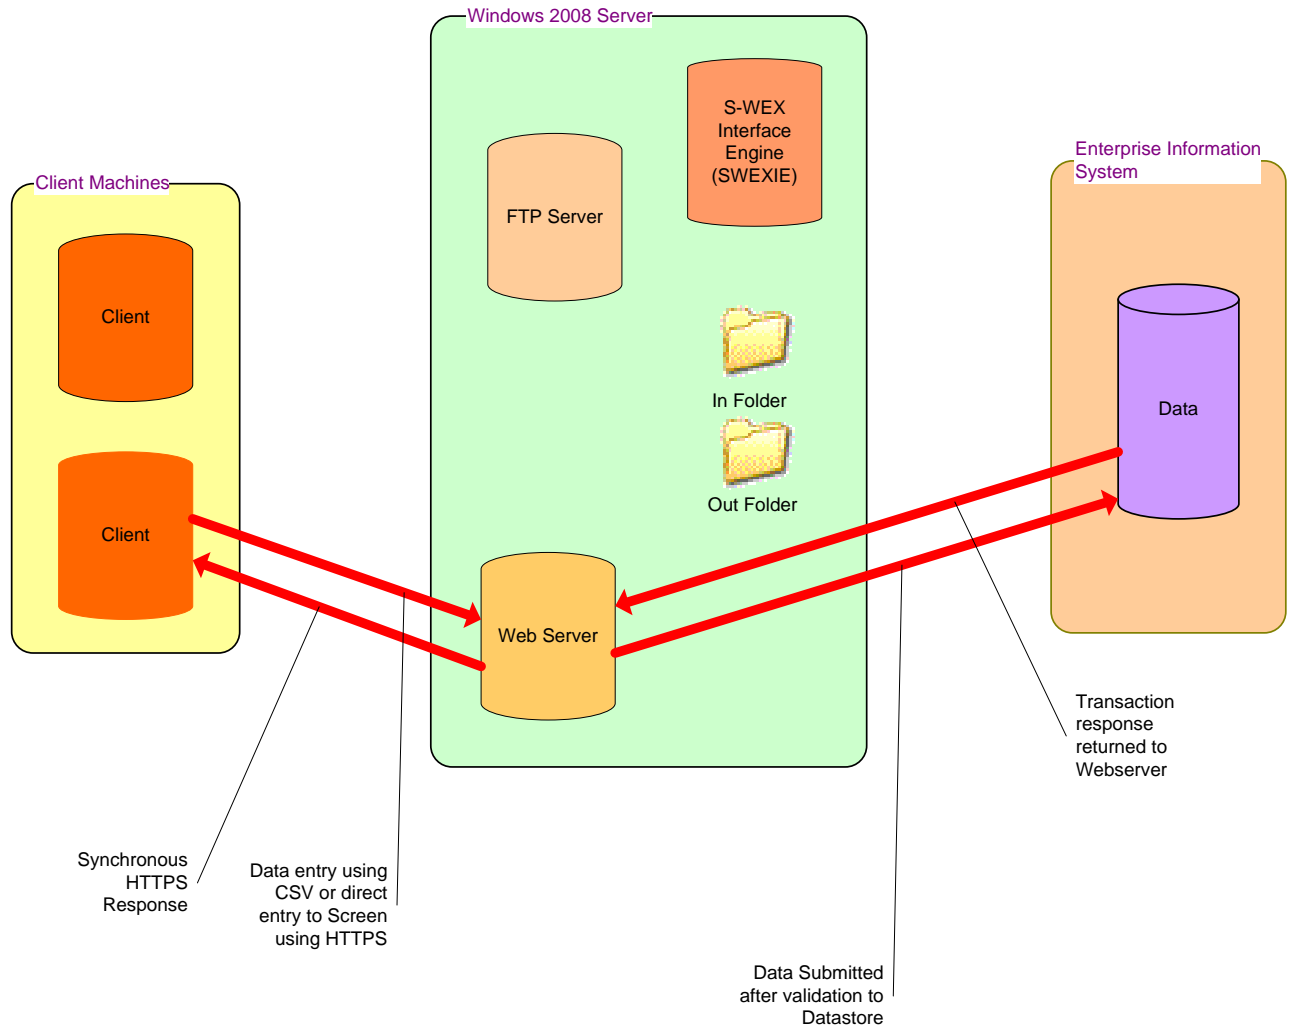 Windows 2008 Server
S-WEX
Interface
Engine
(SWEXIE)
FTP Server
In Folder
Out Folder
Web Server
Client Machines
Client
Client
Enterprise Information
System
Data
Synchronous
HTTPS
Response
Data entry using
CSV or direct
entry to Screen
using HTTPS
Data Submitted
after validation to
Datastore
Transaction
response
returned to
Webserver